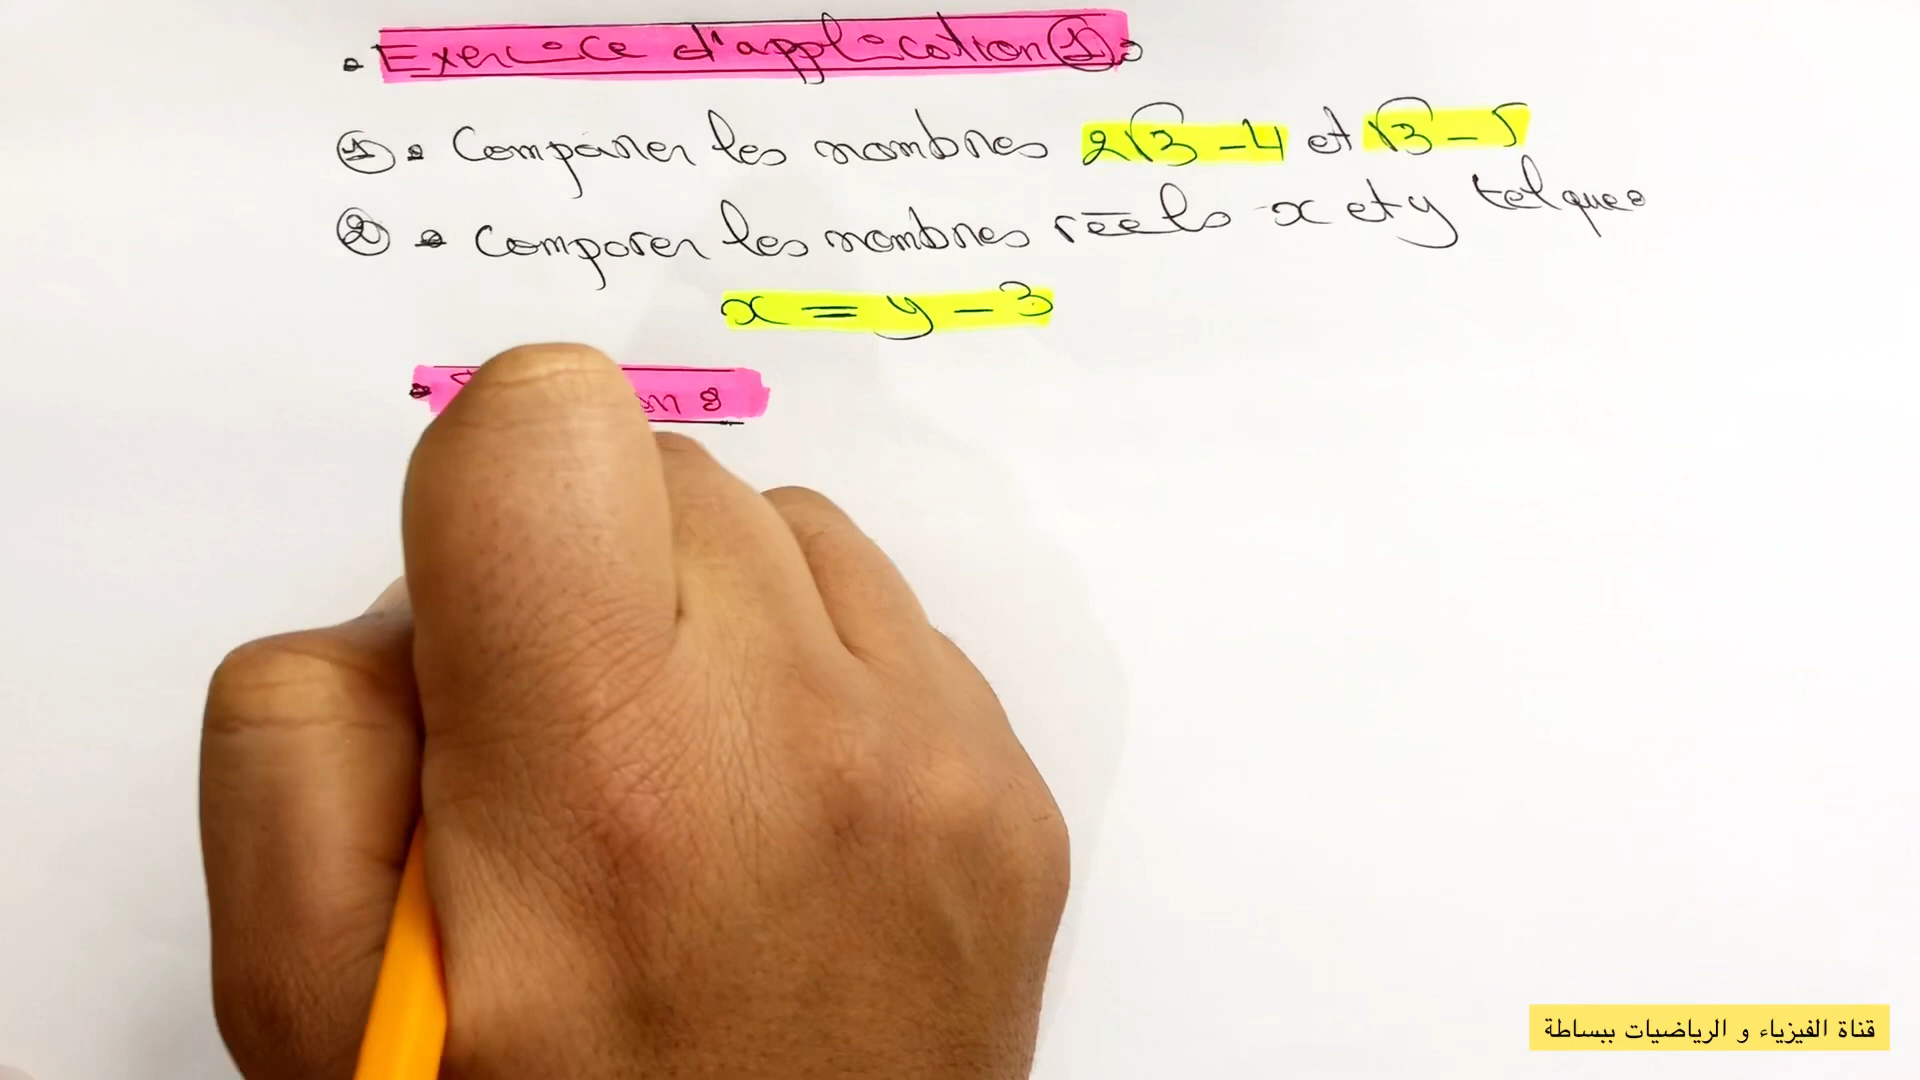 Exercice d'application ① :
① • Comparer les nombres 2√3 - 4 et √3 - 5
② • comparer les nombres réels x et y tel que :
x = y - 3
قناة الفيزياء و الرياضيات ببساطة